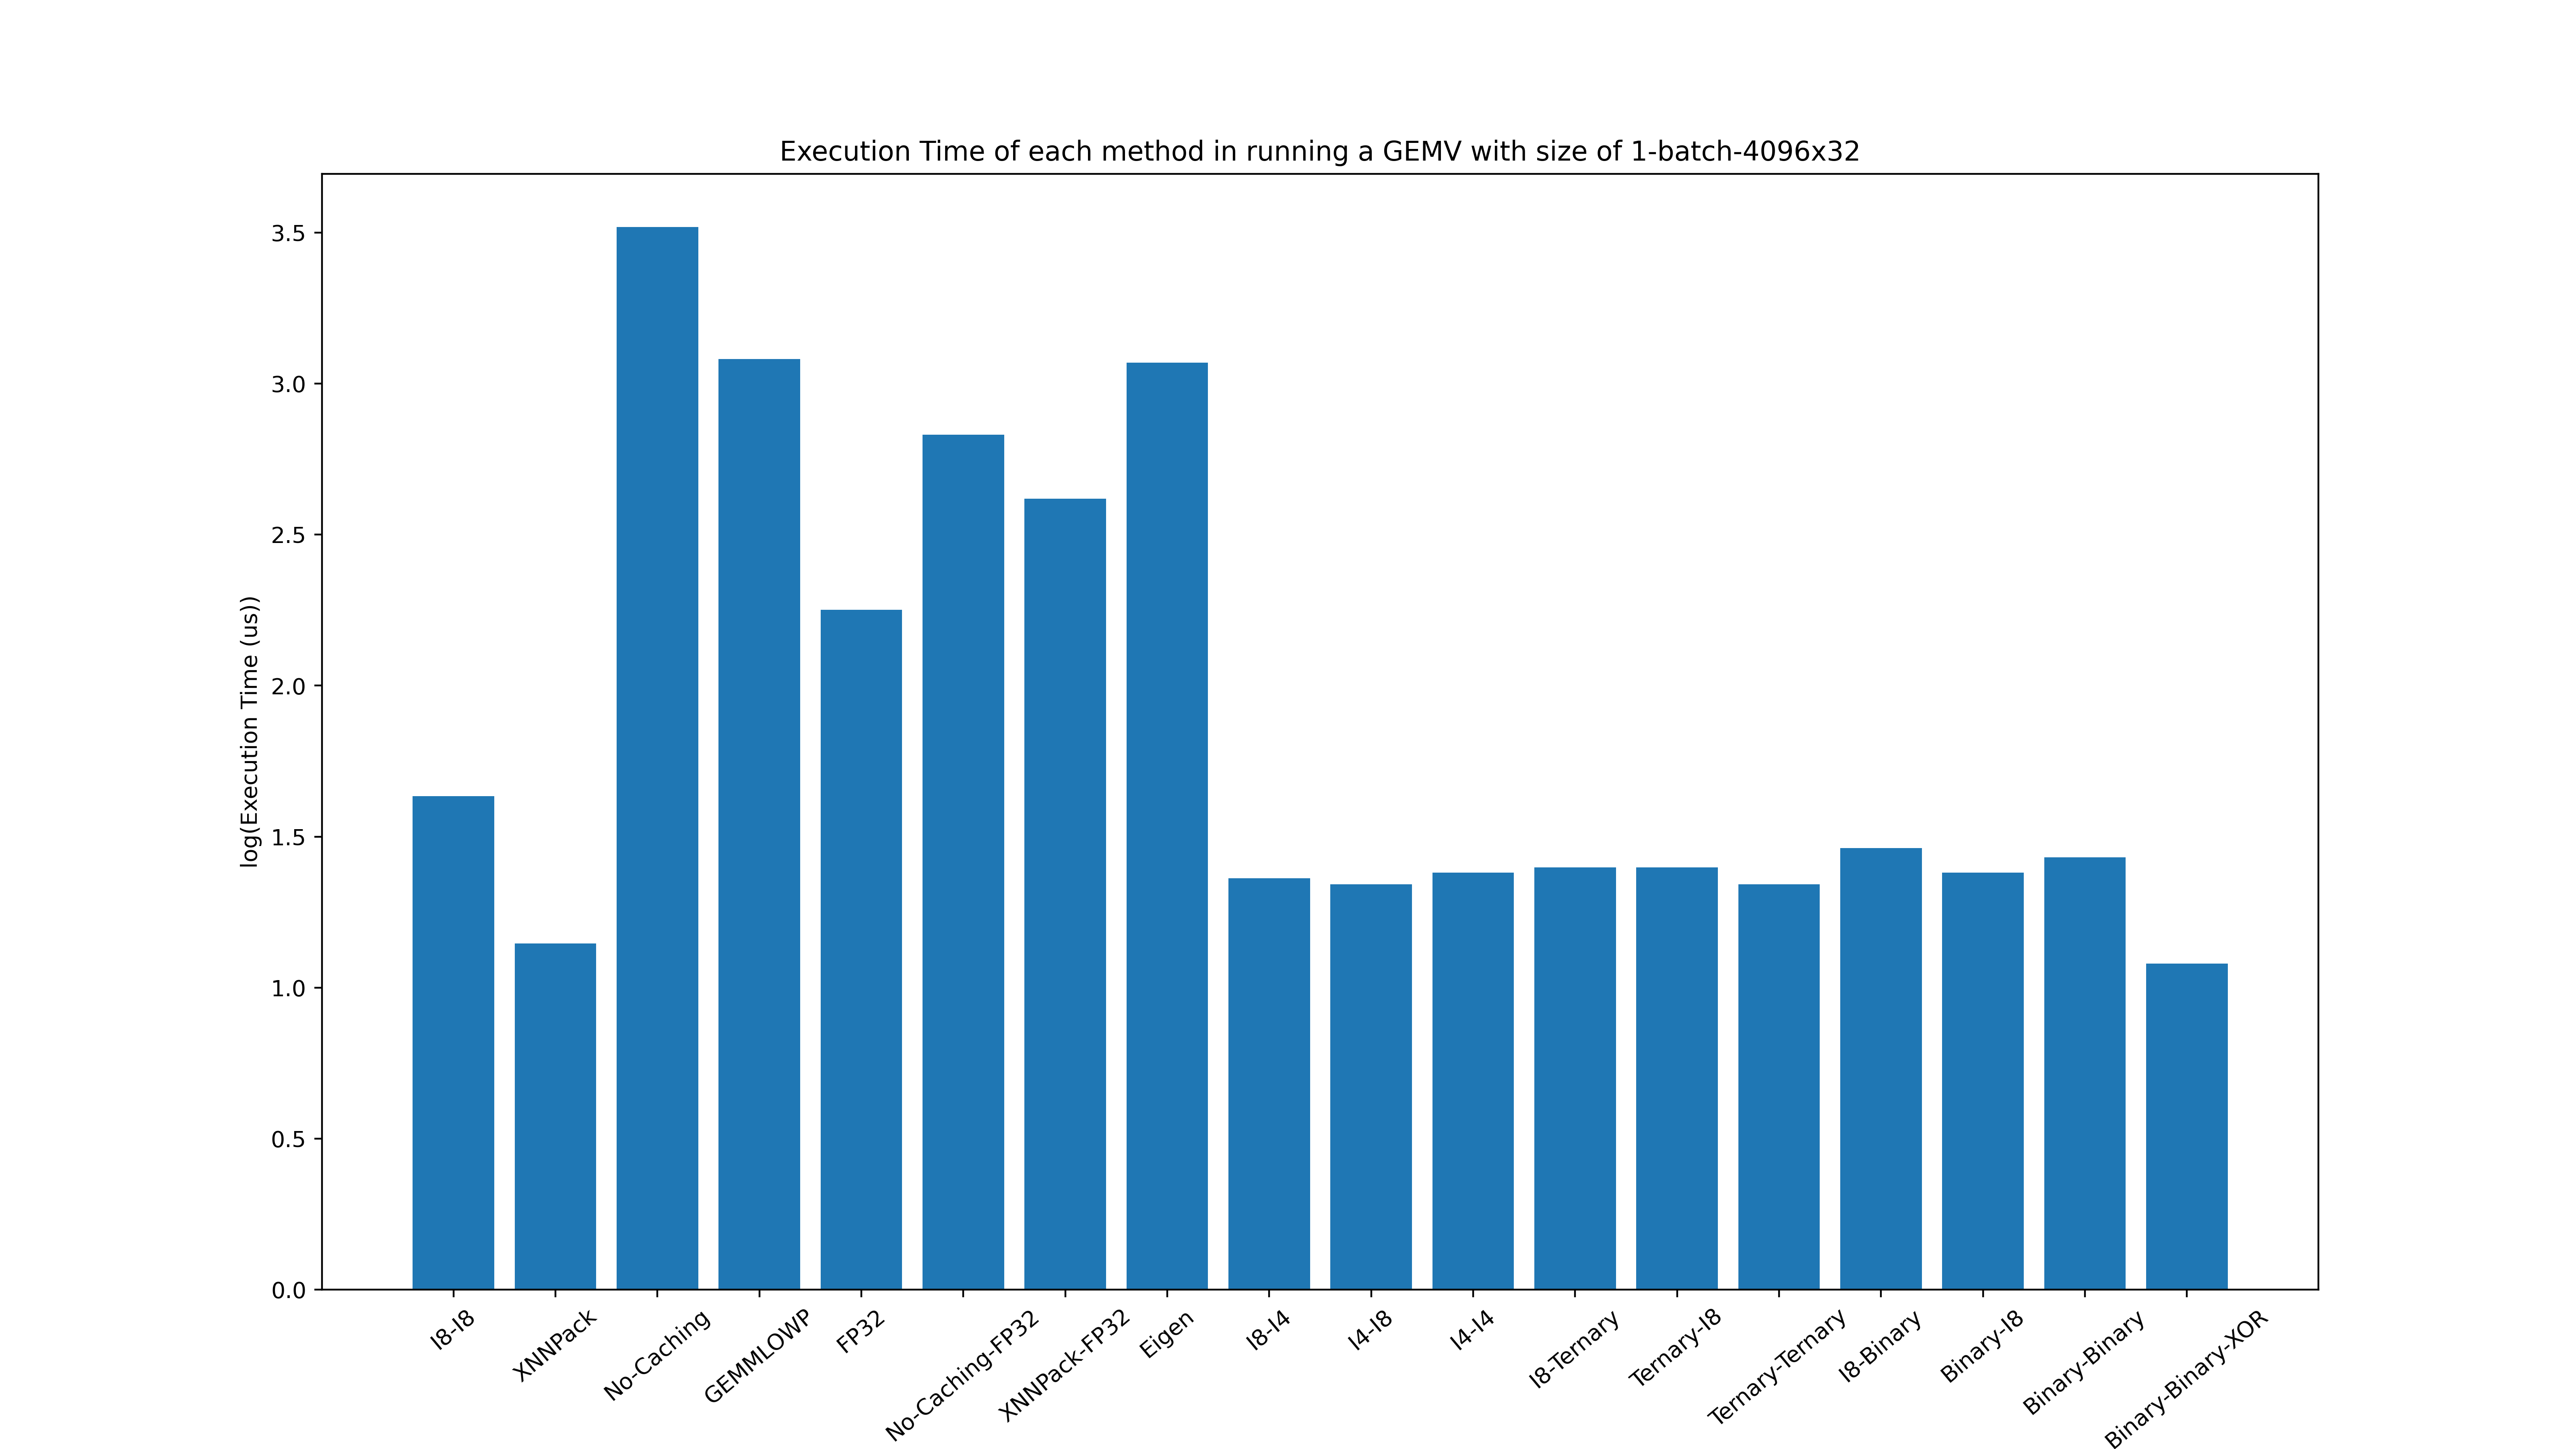 Execution Time of each method in running a GEMV with size of 1-batch-4096x32
log(Execution Time (us))
3.5
3.0
2.5
2.0
1.5
1.0
0.5
0.0
I8-I8
XNNPack
No-Caching
GEMMLOWP
FP32
No-Caching-FP32
XNNPack-FP32
Eigen
I8-I4
I4-I8
I4-I4
I8-Ternary
Ternary-I8
Ternary-Ternary
I8-Binary
Binary-I8
Binary-Binary
Binary-Binary-XOR